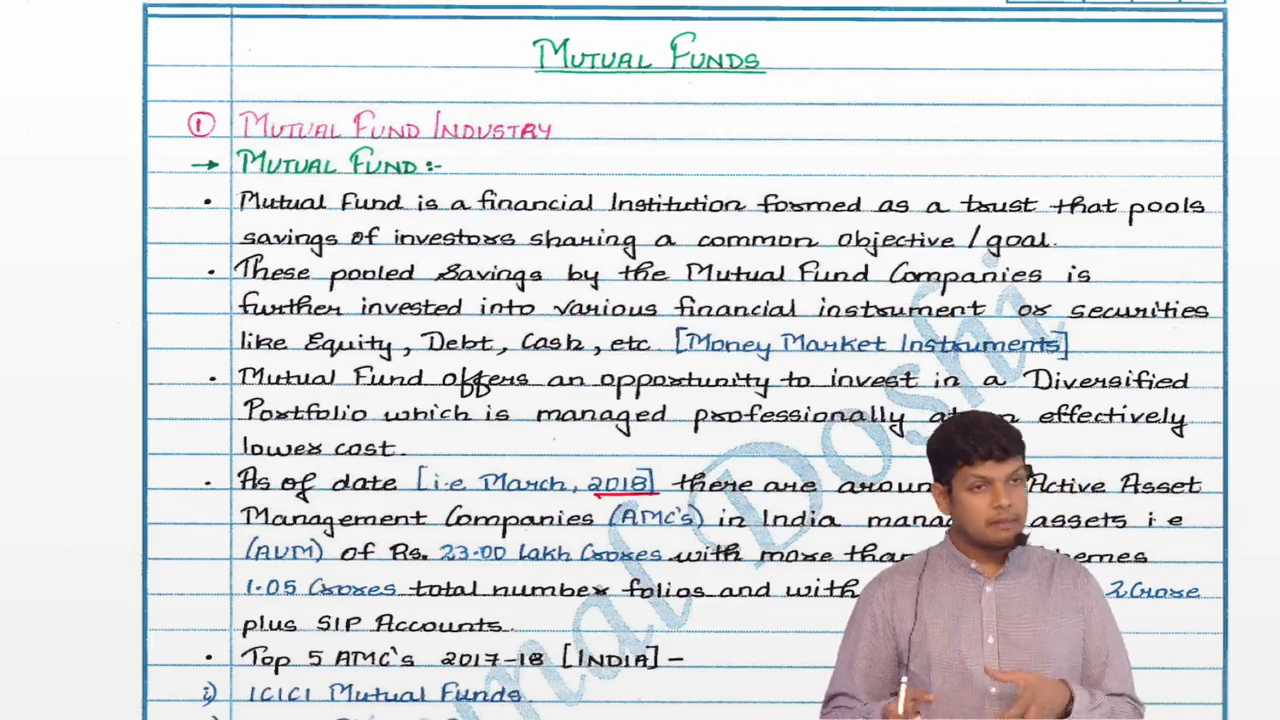 MUTUAL FUNDS
① MUTUAL FUND INDUSTRY
→ MUTUAL FUND :-
• Mutual Fund is a financial Institution formed as a trust that pools
savings of investors sharing a common objective / goal.
• These pooled savings by the Mutual Fund Companies is
further invested into various financial instrument or securities
like Equity, Debt, Cash, etc [Money Market Instruments]
• Mutual Fund offers an opportunity to invest in a Diversified
Portfolio which is managed professionally effectively
lower cost.
• As of date [i.e March, 2018] there are Active Asset
Management Companies (AMC's) in India assets i e
(AUM) of Rs. 23.00 Lakh Crores with more
1.05 Crores total number folios and with 2 Crore
plus SIP Accounts.
• Top 5 AMC's 2017-18 [INDIA] -
i) ICICI Mutual Funds.
Doshi